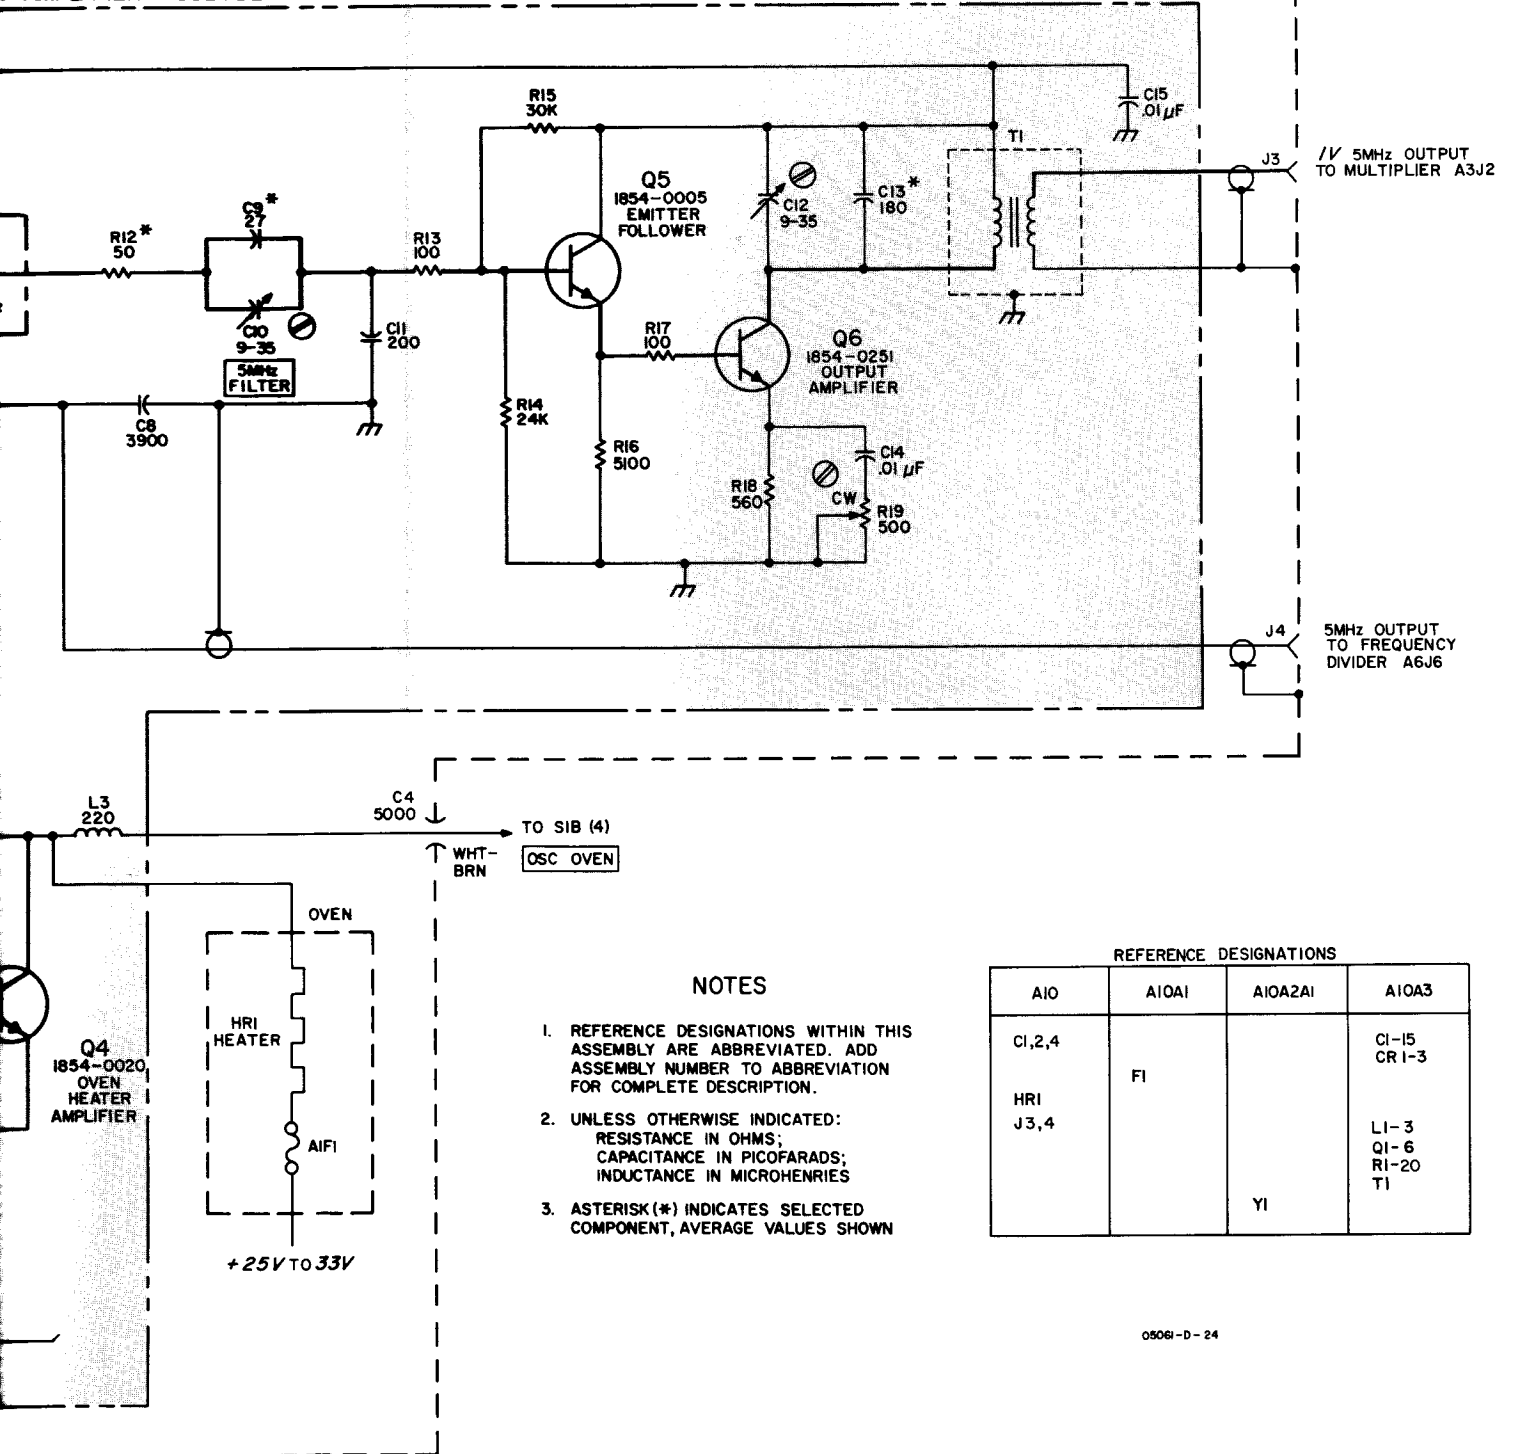 R15
30K
C15
.01µF
T1
J3
1V 5MHz OUTPUT
TO MULTIPLIER A3J2
Q5
1854-0005
EMITTER
FOLLOWER
C12
9-35
C13*
180
C9*
27
R12*
50
R13
100
C10
9-35
5MHz
FILTER
C11
200
R17
100
Q6
1854-0251
OUTPUT
AMPLIFIER
C8
3900
R14
24K
R16
5100
C14
.01µF
R18
560
CW
R19
500
J4
5MHz OUTPUT
TO FREQUENCY
DIVIDER A6J6
L3
220
C4
5000
TO S1B (4)
OSC OVEN
WHT-
BRN
OVEN
HR1
HEATER
Q4
1854-0020
OVEN
HEATER
AMPLIFIER
A1F1
+25V TO 33V
NOTES
1. REFERENCE DESIGNATIONS WITHIN THIS
ASSEMBLY ARE ABBREVIATED. ADD
ASSEMBLY NUMBER TO ABBREVIATION
FOR COMPLETE DESCRIPTION.
2. UNLESS OTHERWISE INDICATED:
RESISTANCE IN OHMS;
CAPACITANCE IN PICOFARADS;
INDUCTANCE IN MICROHENRIES
3. ASTERISK (*) INDICATES SELECTED
COMPONENT, AVERAGE VALUES SHOWN
REFERENCE DESIGNATIONS
A10 A10A1 A10A2A1 A10A3
C1,2,4 C1-15
CR1-3
F1
HR1
J3,4 L1-3
Q1-6
R1-20
T1
Y1
05061-D-24